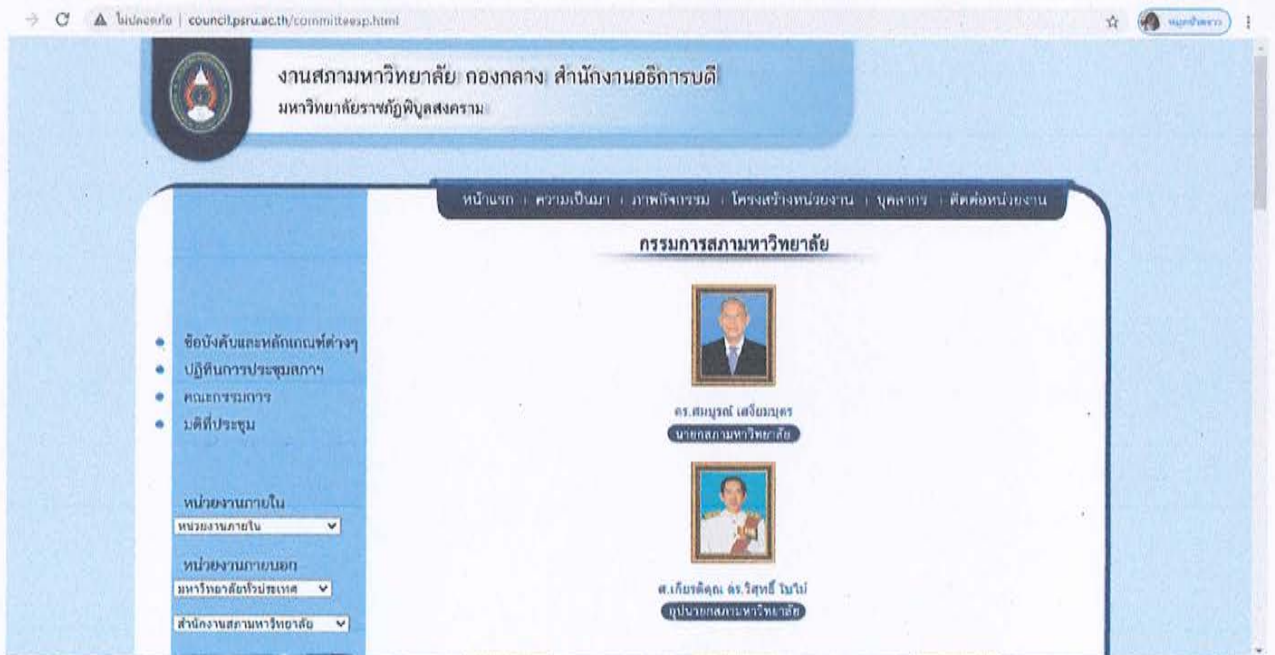 ไม่ปลอดภัย | council.psru.ac.th/committeesp.html
งานสภามหาวิทยาลัย กองกลาง สำนักงานอธิการบดี
มหาวิทยาลัยราชภัฏพิบูลสงคราม
หน้าแรก | ความเป็นมา | ภาพกิจกรรม | โครงสร้างหน่วยงาน | บุคลากร | ติดต่อหน่วยงาน
กรรมการสภามหาวิทยาลัย
ข้อบังคับและหลักเกณฑ์ต่างๆ
ปฏิทินการประชุมสภาฯ
คณะกรรมการ
มติที่ประชุม
หน่วยงานภายใน
หน่วยงานภายใน
หน่วยงานภายนอก
มหาวิทยาลัยทั่วประเทศ
สำนักงานสภามหาวิทยาลัย
ดร.สมบูรณ์ เสงี่ยมบุตร
นายกสภามหาวิทยาลัย
ศ.เกียรติคุณ ดร.วิสุทธิ์ ใบไม้
อุปนายกสภามหาวิทยาลัย